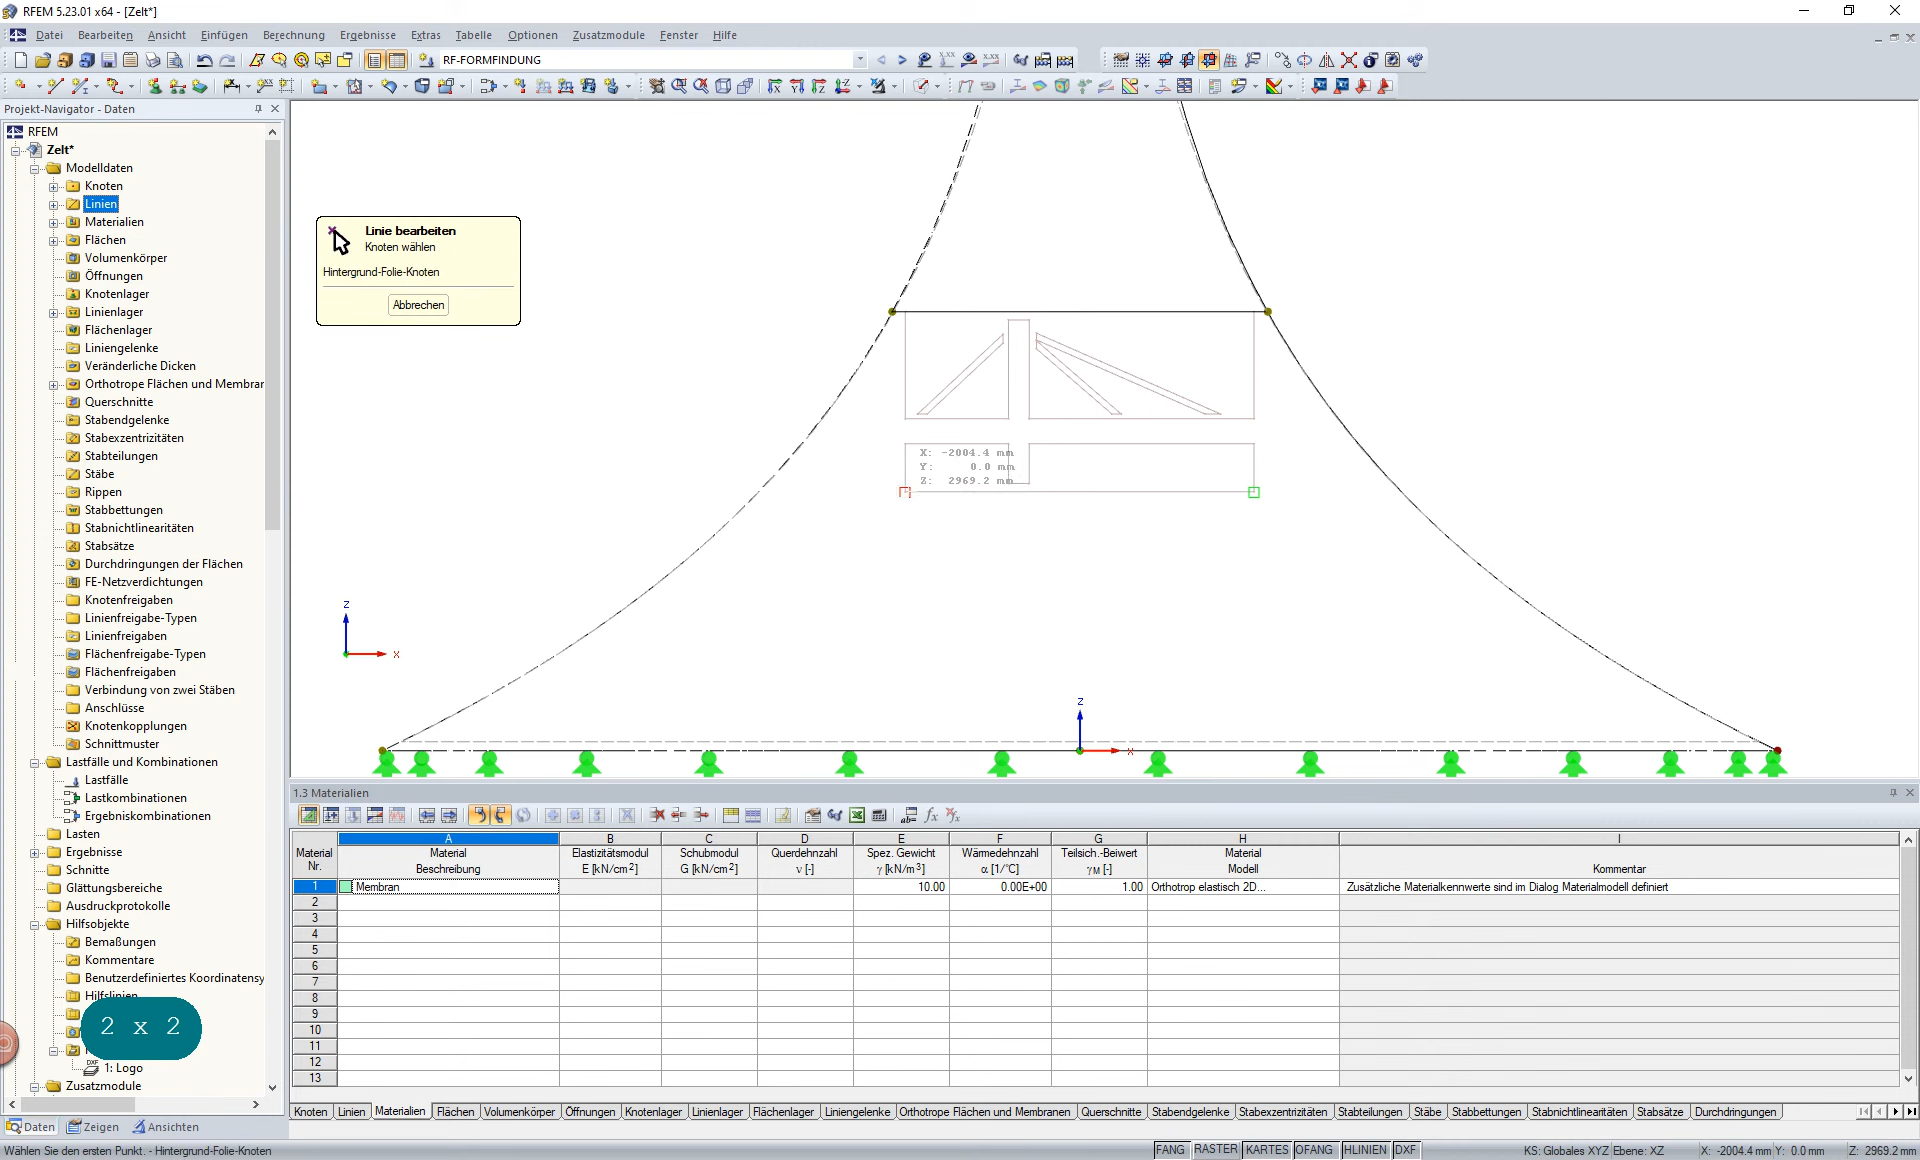 RFEM 5.23.01 x64 - [Zelt*]
Datei Bearbeiten Ansicht Einfügen Berechnung Ergebnisse Extras Tabelle Optionen Zusatzmodule Fenster Hilfe
RF-FORMFINDUNG
Projekt-Navigator - Daten
RFEM
Zelt*
Modelldaten
Knoten
Linien
Materialien
Flächen
Volumenkörper
Öffnungen
Knotenlager
Linienlager
Flächenlager
Liniengelenke
Veränderliche Dicken
Orthotrope Flächen und Membrar
Querschnitte
Stabendgelenke
Stabexzentrizitäten
Stabteilungen
Stäbe
Rippen
Stabbettungen
Stabnichtlinearitäten
Stabsätze
Durchdringungen der Flächen
FE-Netzverdichtungen
Knotenfreigaben
Linienfreigabe-Typen
Linienfreigaben
Flächenfreigabe-Typen
Flächenfreigaben
Verbindung von zwei Stäben
Anschlüsse
Knotenkopplungen
Schnittmuster
Lastfälle und Kombinationen
Lastfälle
Lastkombinationen
Ergebniskombinationen
Lasten
Ergebnisse
Schnitte
Glättungsbereiche
Ausdruckprotokolle
Hilfsobjekte
Bemaßungen
Kommentare
Benutzerdefiniertes Koordinatensy
Hilfslinien
2 x 2
1: Logo
Zusatzmodule
Daten Zeigen Ansichten
Linie bearbeiten
Knoten wählen
Hintergrund-Folie-Knoten
Abbrechen
X: -2004.4 mm
Y: 0.0 mm
Z: 2969.2 mm
Z
X
Z
X
1.3 Materialien
A B C D E F G H I
Material Material Elastizitätsmodul Schubmodul Querdehnzahl Spez. Gewicht Wärmedehnzahl Teilsich.-Beiwert Material
Nr. Beschreibung E [kN/cm²] G [kN/cm²] ν [-] γ [kN/m³] α [1/°C] γM [-] Modell Kommentar
1 Membran 10.00 0.00E+00 1.00 Orthotrop elastisch 2D... Zusätzliche Materialkennwerte sind im Dialog Materialmodell definiert
2
3
4
5
6
7
8
9
10
11
12
13
Knoten Linien Materialien Flächen Volumenkörper Öffnungen Knotenlager Linienlager Flächenlager Liniengelenke Orthotrope Flächen und Membranen Querschnitte Stabendgelenke Stabexzentrizitäten Stabteilungen Stäbe Stabbettungen Stabnichtlinearitäten Stabsätze Durchdringungen
Wählen Sie den ersten Punkt. - Hintergrund-Folie-Knoten FANG RASTER KARTES OFANG HLINIEN DXF KS: Globales XYZ Ebene: XZ X: -2004.4 mm Y: 0.0 mm Z: 2969.2 mm